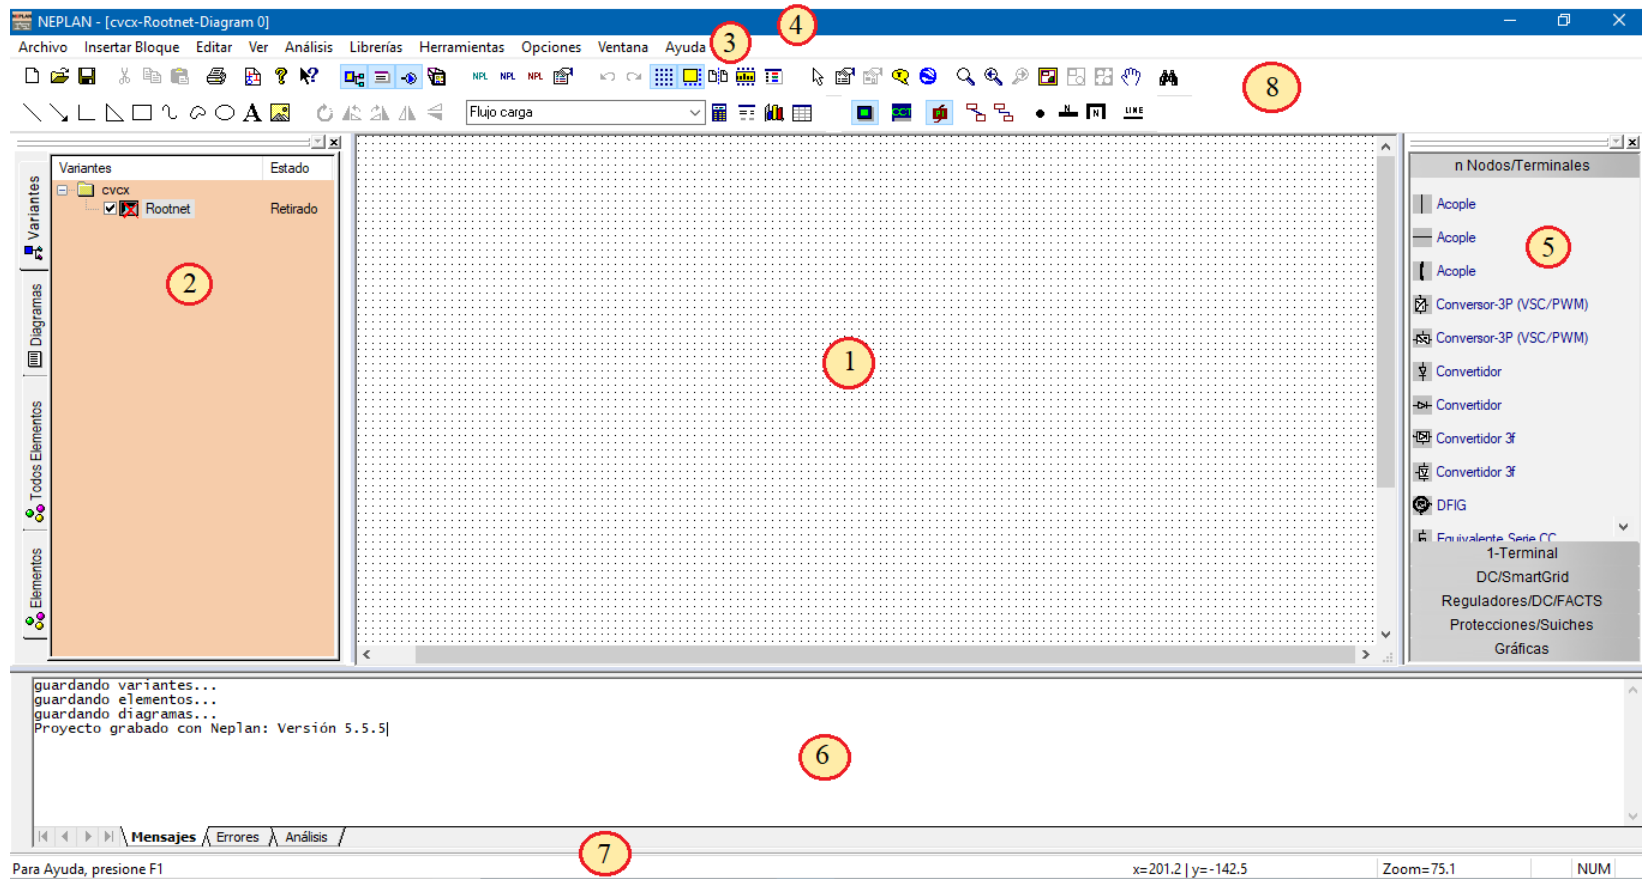 NEPLAN - [cvcx-Rootnet-Diagram 0]
4
Archivo Insertar Bloque Editar Ver Análisis Librerías Herramientas Opciones Ventana Ayuda
3
NPL NPL NPL
8
A Flujo carga
CCT
N
N
LINE
Variantes Estado
cvcx
Rootnet Retirado
2
Variantes
Diagramas
Todos Elementos
Elementos
1
n Nodos/Terminales
Acople
Acople
5
Acople
Conversor-3P (VSC/PWM)
Conversor-3P (VSC/PWM)
Convertidor
Convertidor
Convertidor 3f
Convertidor 3f
DFIG
Equivalente Serie CC
1-Terminal
DC/SmartGrid
Reguladores/DC/FACTS
Protecciones/Suiches
Gráficas
guardando variantes...
guardando elementos...
guardando diagramas...
Proyecto grabado con Neplan: Versión 5.5.5
6
Mensajes Errores Análisis
7
Para Ayuda, presione F1 x=201.2 | y=-142.5 Zoom=75.1 NUM